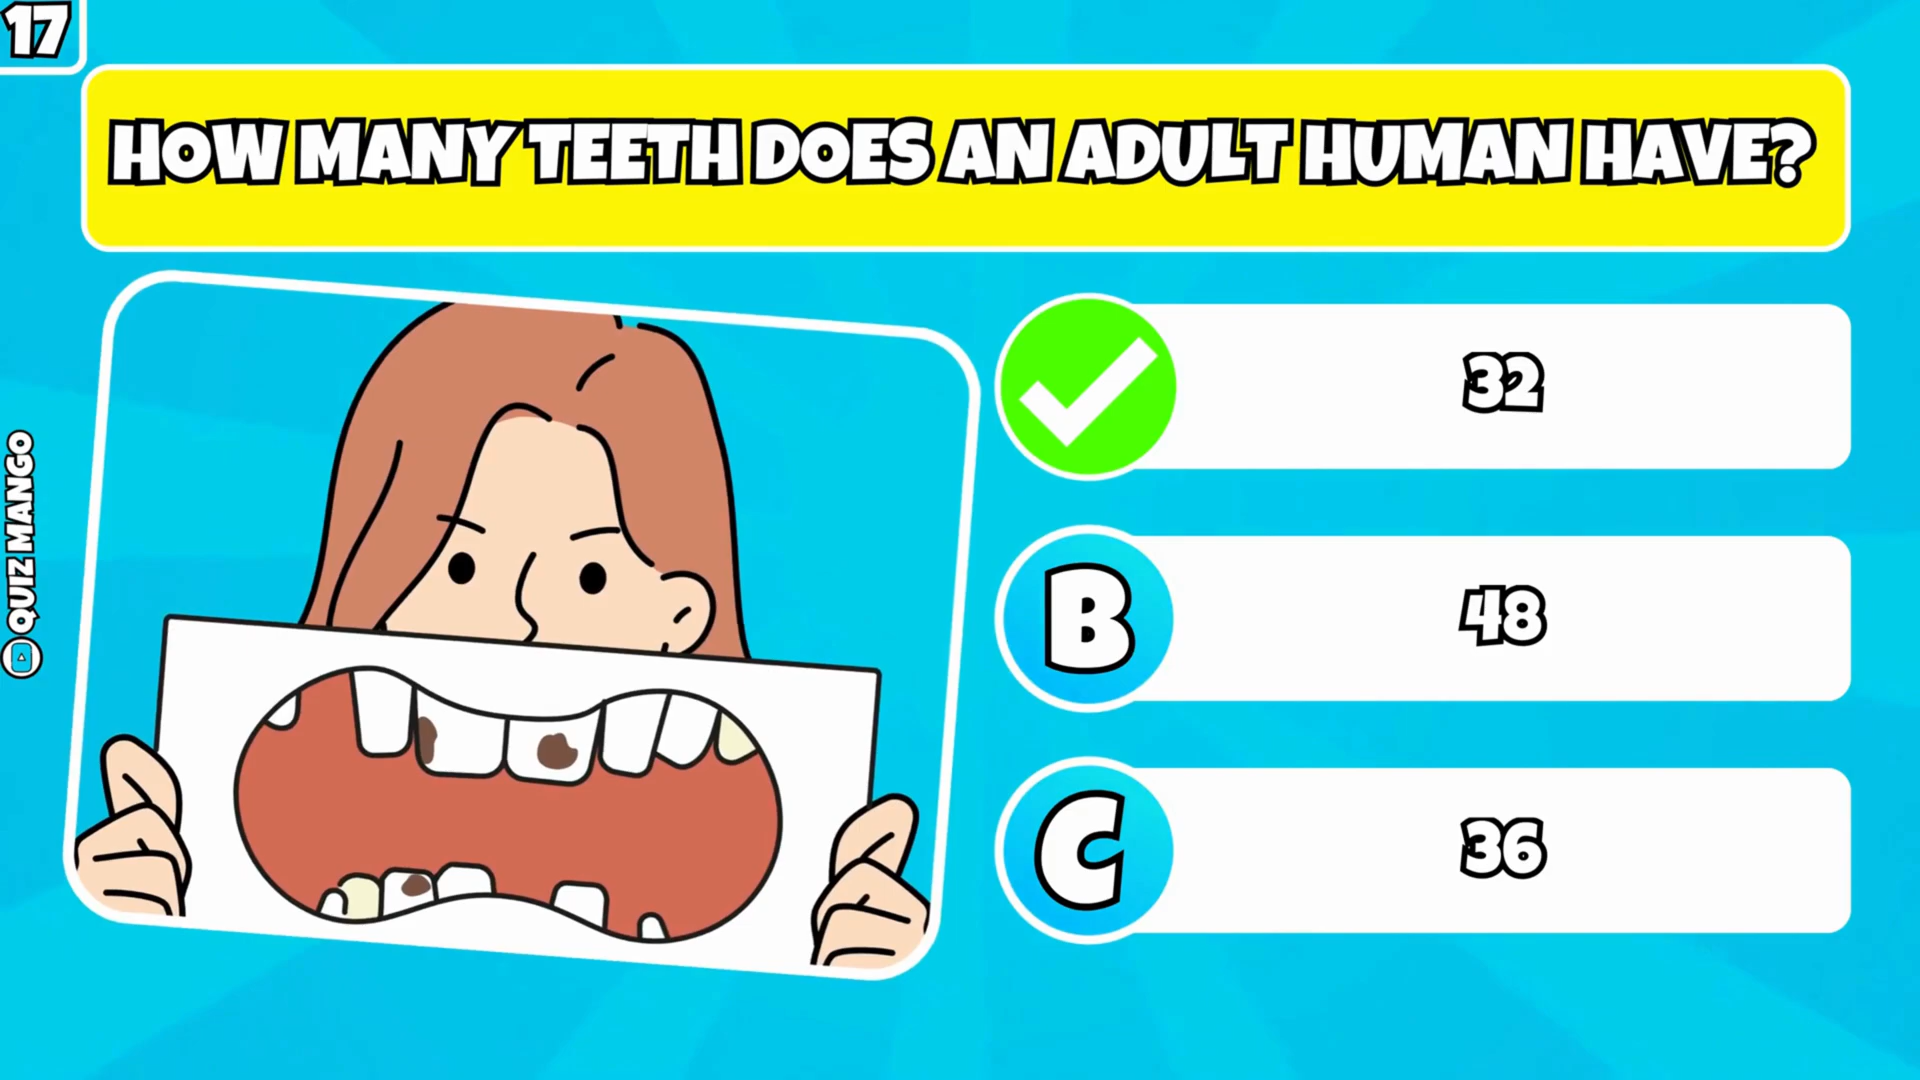 17
HOW MANY TEETH DOES AN ADULT HUMAN HAVE?
32
B
48
C
36
QUIZ MANGO